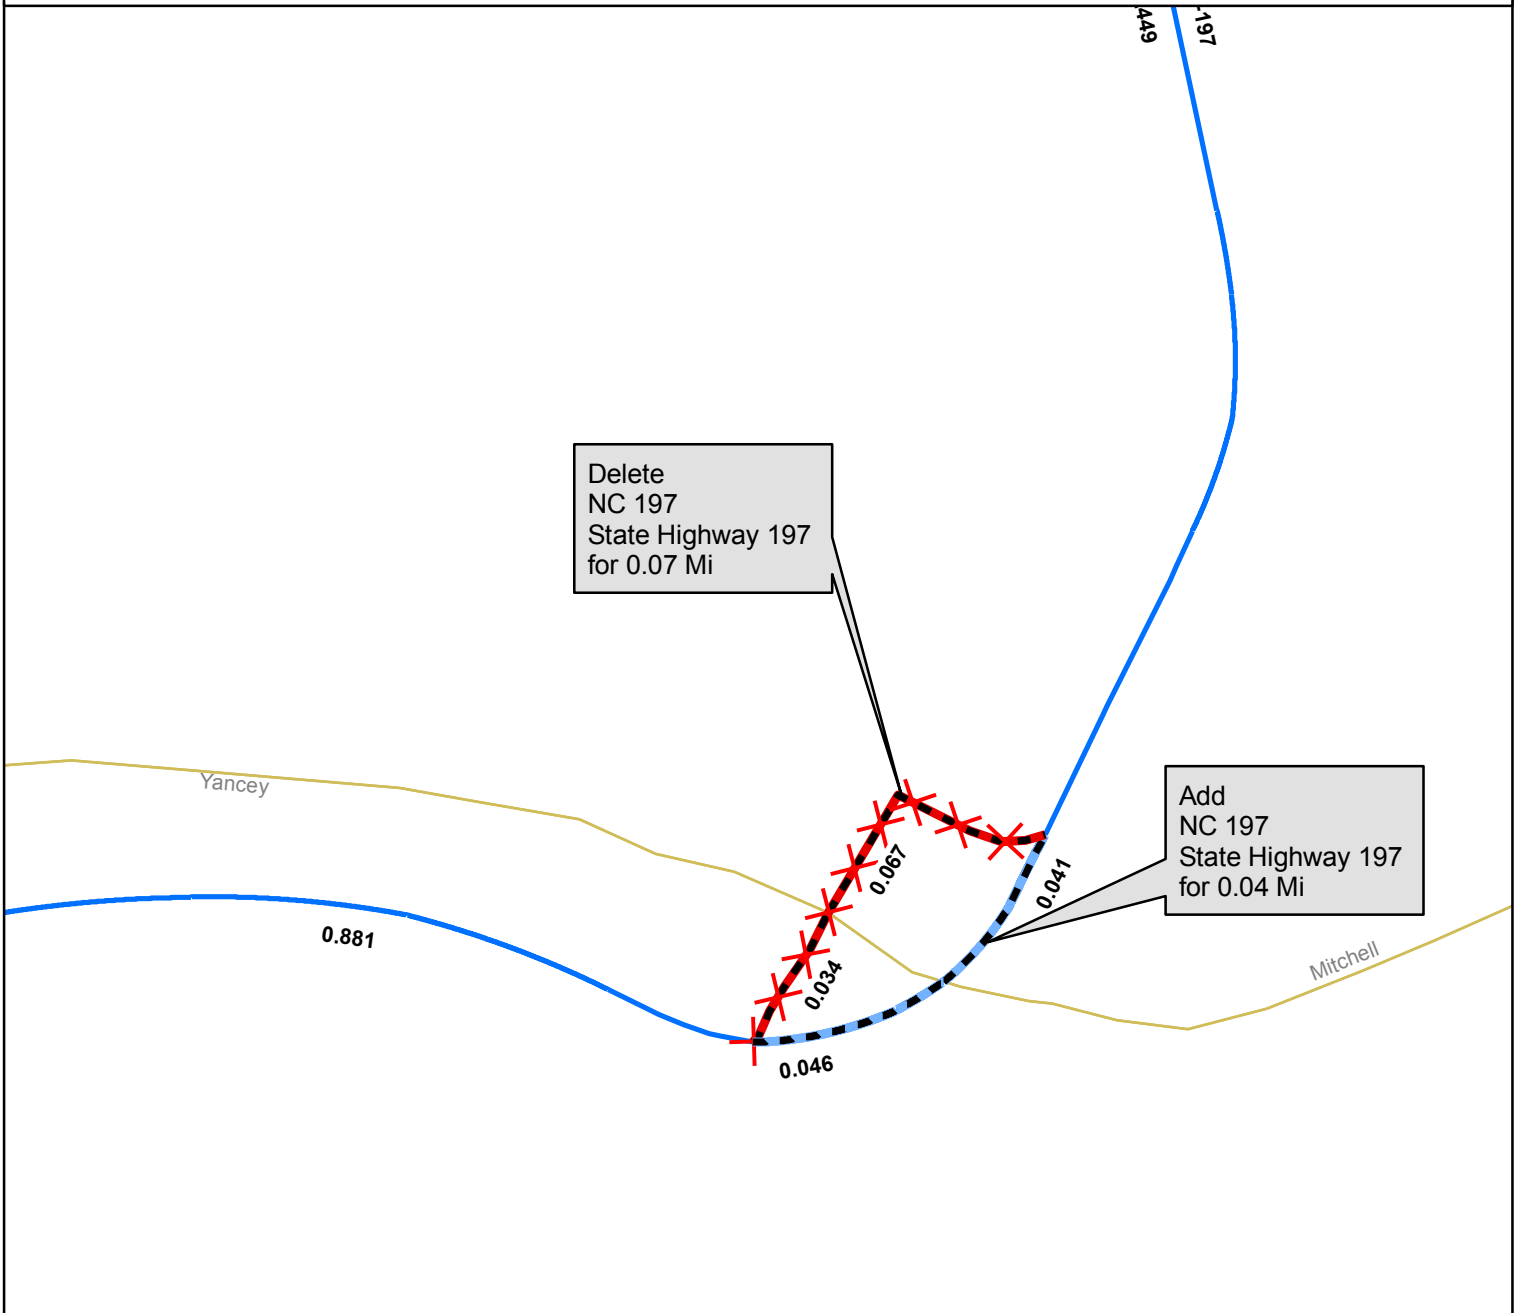 449
-197
Delete
NC 197
State Highway 197
for 0.07 Mi
Yancey
Add
NC 197
State Highway 197
for 0.04 Mi
0.067
0.041
0.881
0.034
Mitchell
0.046